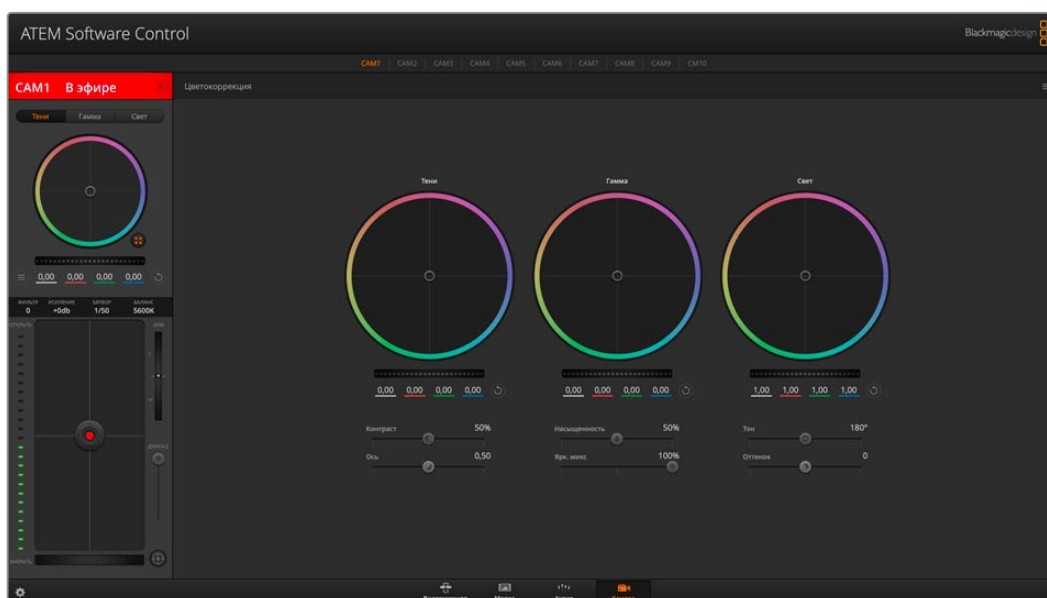 ATEM Software Control
Blackmagicdesign
CAM1 CAM2 CAM3 CAM4 CAM5 CAM6 CAM7 CAM8 CAM9 CM10
CAM1 В эфире
Цветокоррекция
Тени Гамма Свет
Тени Гамма Свет
0,00 0,00 0,00 0,00
ФИЛЬТР УСИЛЕНИЕ ЗАТВОР БАЛАНС
0 +0db 1/50 5600K
ОТКРЫТЬ ЗУМ
T
W
0,00 0,00 0,00 0,00 0,00 0,00 0,00 0,00 1,00 1,00 1,00 1,00
Контраст 50% Насыщенность 50% Тон 180°
Ось 0,50 Ярк. микс 100% Оттенок 0
ЗАКРЫТЬ